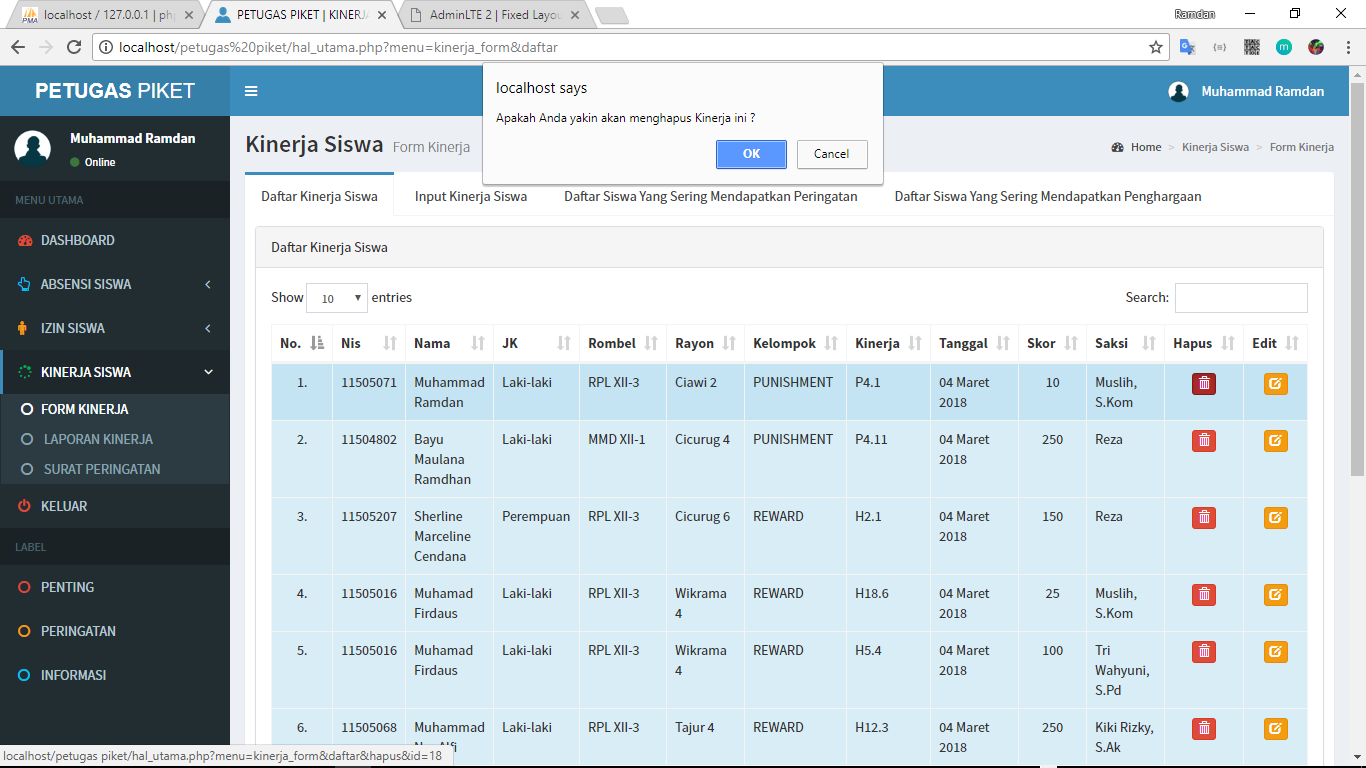 localhost / 127.0.0.1 | ph
PETUGAS PIKET | KINERJA
AdminLTE 2 | Fixed Layou
Ramdan
localhost/petugas%20piket/hal_utama.php?menu=kinerja_form&daftar
localhost says
Apakah Anda yakin akan menghapus Kinerja ini ?
OK Cancel
PETUGAS PIKET
Muhammad Ramdan
Muhammad Ramdan
Online
MENU UTAMA
DASHBOARD
ABSENSI SISWA
IZIN SISWA
KINERJA SISWA
FORM KINERJA
LAPORAN KINERJA
SURAT PERINGATAN
KELUAR
LABEL
PENTING
PERINGATAN
INFORMASI
Kinerja Siswa Form Kinerja
Home > Kinerja Siswa > Form Kinerja
Daftar Kinerja Siswa Input Kinerja Siswa Daftar Siswa Yang Sering Mendapatkan Peringatan Daftar Siswa Yang Sering Mendapatkan Penghargaan
Daftar Kinerja Siswa
Show 10 entries Search:
No. Nis Nama JK Rombel Rayon Kelompok Kinerja Tanggal Skor Saksi Hapus Edit
1. 11505071 Muhammad Laki-laki RPL XII-3 Ciawi 2 PUNISHMENT P4.1 04 Maret 10 Muslih,
Ramdan 2018 S.Kom
2. 11504802 Bayu Laki-laki MMD XII-1 Cicurug 4 PUNISHMENT P4.11 04 Maret 250 Reza
Maulana 2018
Ramdhan
3. 11505207 Sherline Perempuan RPL XII-3 Cicurug 6 REWARD H2.1 04 Maret 150 Reza
Marceline 2018
Cendana
4. 11505016 Muhamad Laki-laki RPL XII-3 Wikrama REWARD H18.6 04 Maret 25 Muslih,
Firdaus 4 2018 S.Kom
5. 11505016 Muhamad Laki-laki RPL XII-3 Wikrama REWARD H5.4 04 Maret 100 Tri
Firdaus 4 2018 Wahyuni,
S.Pd
6. 11505068 Muhammad Laki-laki RPL XII-3 Tajur 4 REWARD H12.3 04 Maret 250 Kiki Rizky,
2018 S.Ak
localhost/petugas piket/hal_utama.php?menu=kinerja_form&daftar&hapus&id=18